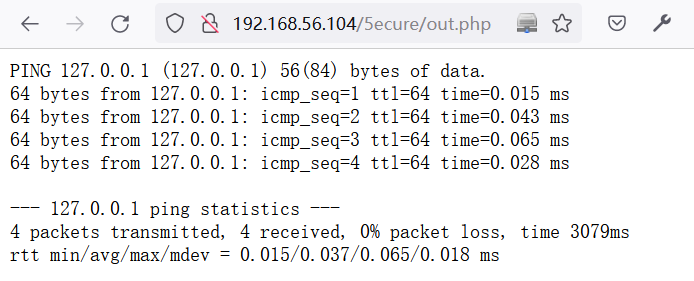 192.168.56.104/5ecure/out.php
PING 127.0.0.1 (127.0.0.1) 56(84) bytes of data.
64 bytes from 127.0.0.1: icmp_seq=1 ttl=64 time=0.015 ms
64 bytes from 127.0.0.1: icmp_seq=2 ttl=64 time=0.043 ms
64 bytes from 127.0.0.1: icmp_seq=3 ttl=64 time=0.065 ms
64 bytes from 127.0.0.1: icmp_seq=4 ttl=64 time=0.028 ms
--- 127.0.0.1 ping statistics ---
4 packets transmitted, 4 received, 0% packet loss, time 3079ms
rtt min/avg/max/mdev = 0.015/0.037/0.065/0.018 ms